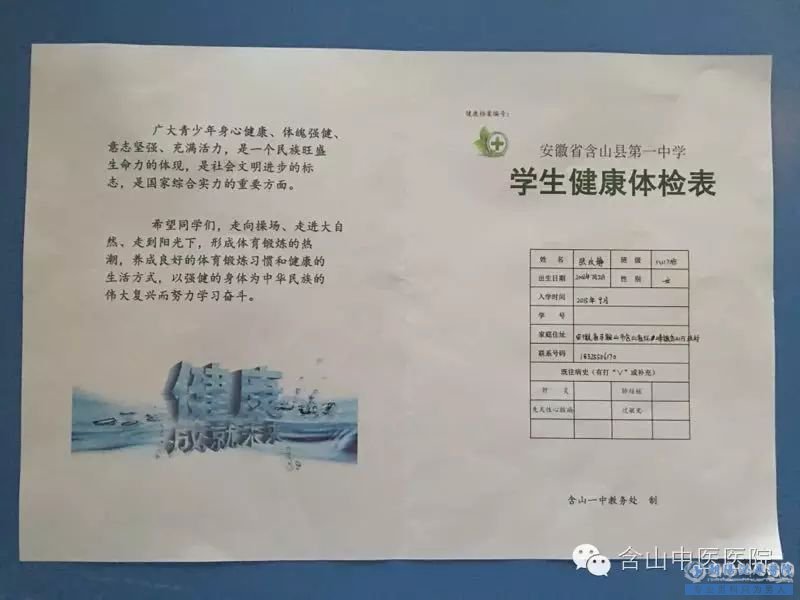 广大青少年身心健康、体魄强健、
意志坚强、充满活力，是一个民族旺盛
生命力的体现，是社会文明进步的标
志，是国家综合实力的重要方面。
希望同学们，走向操场、走进大自
然、走到阳光下，形成体育锻炼的热
潮，养成良好的体育锻炼习惯和健康的
生活方式，以强健的身体为中华民族的
伟大复兴而努力学习奋斗。
健康
成就未来
健康档案编号：
安徽省含山县第一中学
学生健康体检表
姓 名 班 级
出生日期 性 别 女
入学时间 2015年9月
学 号
家庭住址
联系号码
既往病史（有打“√”或补充）
肝 炎 肺结核
先天性心脏病 过敏史
含山一中教务处 制
含山中医医院